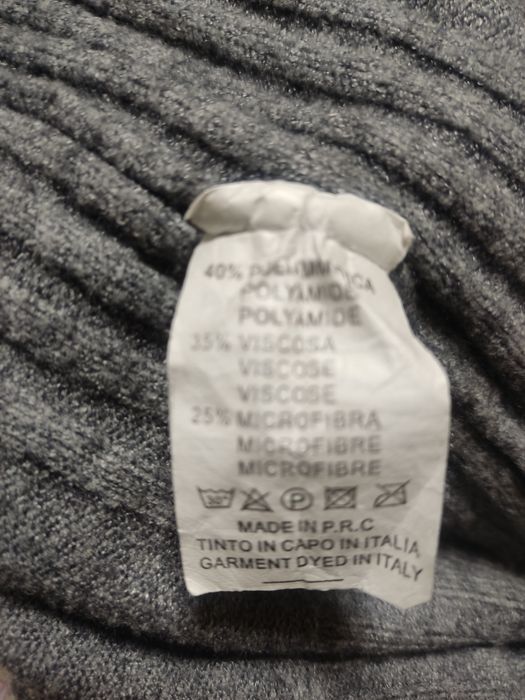 40%
POLYAMIDE
35% VISCOSA
VISCOSE
VISCOSE
25% MICROFIBRA
MICROFIBRE
MICROFIBRE
30°
P
MADE IN P.R.C
TINTO IN CAPO IN ITALIA
GARMENT DYED IN ITALY